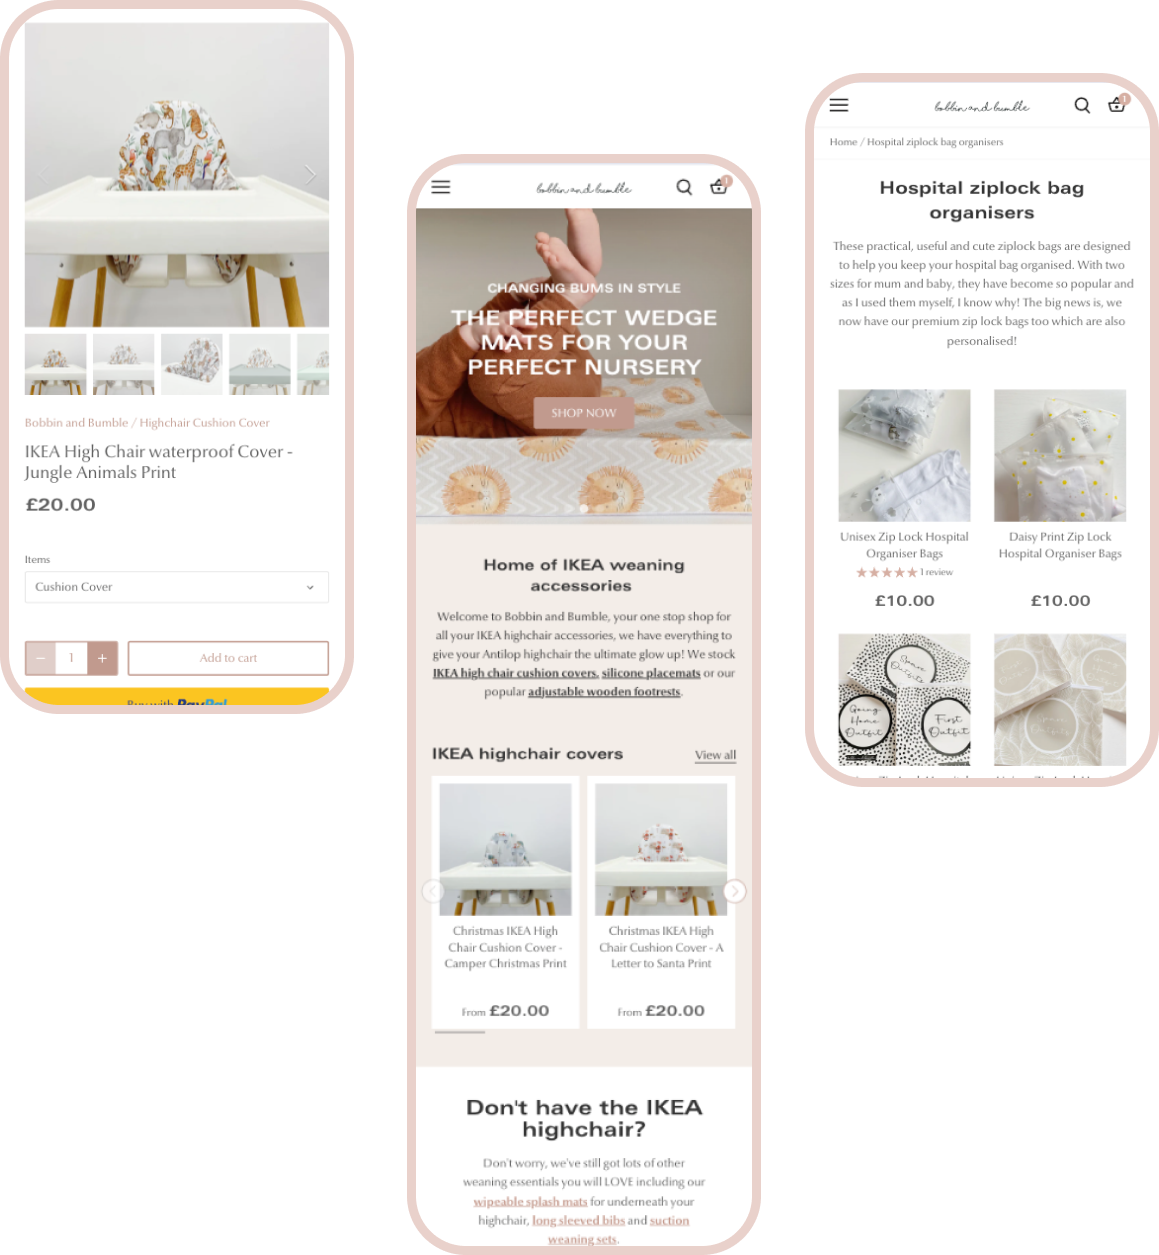 Bobbin and Bumble / Highchair Cushion Cover
IKEA High Chair waterproof Cover -
Jungle Animals Print
£20.00
Items
Cushion Cover
− 1 +
Add to cart
Buy with PayPal
bobbin and bumble
1
CHANGING BUMS IN STYLE
THE PERFECT WEDGE
MATS FOR YOUR
PERFECT NURSERY
SHOP NOW
Home of IKEA weaning
accessories
Welcome to Bobbin and Bumble, your one stop shop for
all your IKEA highchair accessories, we have everything to
give your Antilop highchair the ultimate glow up! We stock
IKEA high chair cushion covers, silicone placemats or our
popular adjustable wooden footrests.
IKEA highchair covers
View all
Christmas IKEA High
Chair Cushion Cover -
Camper Christmas Print
From £20.00
Christmas IKEA High
Chair Cushion Cover - A
Letter to Santa Print
From £20.00
Don't have the IKEA
highchair?
Don't worry, we've still got lots of other
weaning essentials you will LOVE including our
wipeable splash mats for underneath your
highchair, long sleeved bibs and suction
weaning sets.
bobbin and bumble
1
Home / Hospital ziplock bag organisers
Hospital ziplock bag
organisers
These practical, useful and cute ziplock bags are designed
to help you keep your hospital bag organised. With two
sizes for mum and baby, they have become so popular and
as I used them myself, I know why! The big news is, we
now have our premium zip lock bags too which are also
personalised!
Unisex Zip Lock Hospital
Organiser Bags
1 review
£10.00
Daisy Print Zip Lock
Hospital Organiser Bags
£10.00
Spare
Outfits
Going
Home
Outfit
First
Outfit